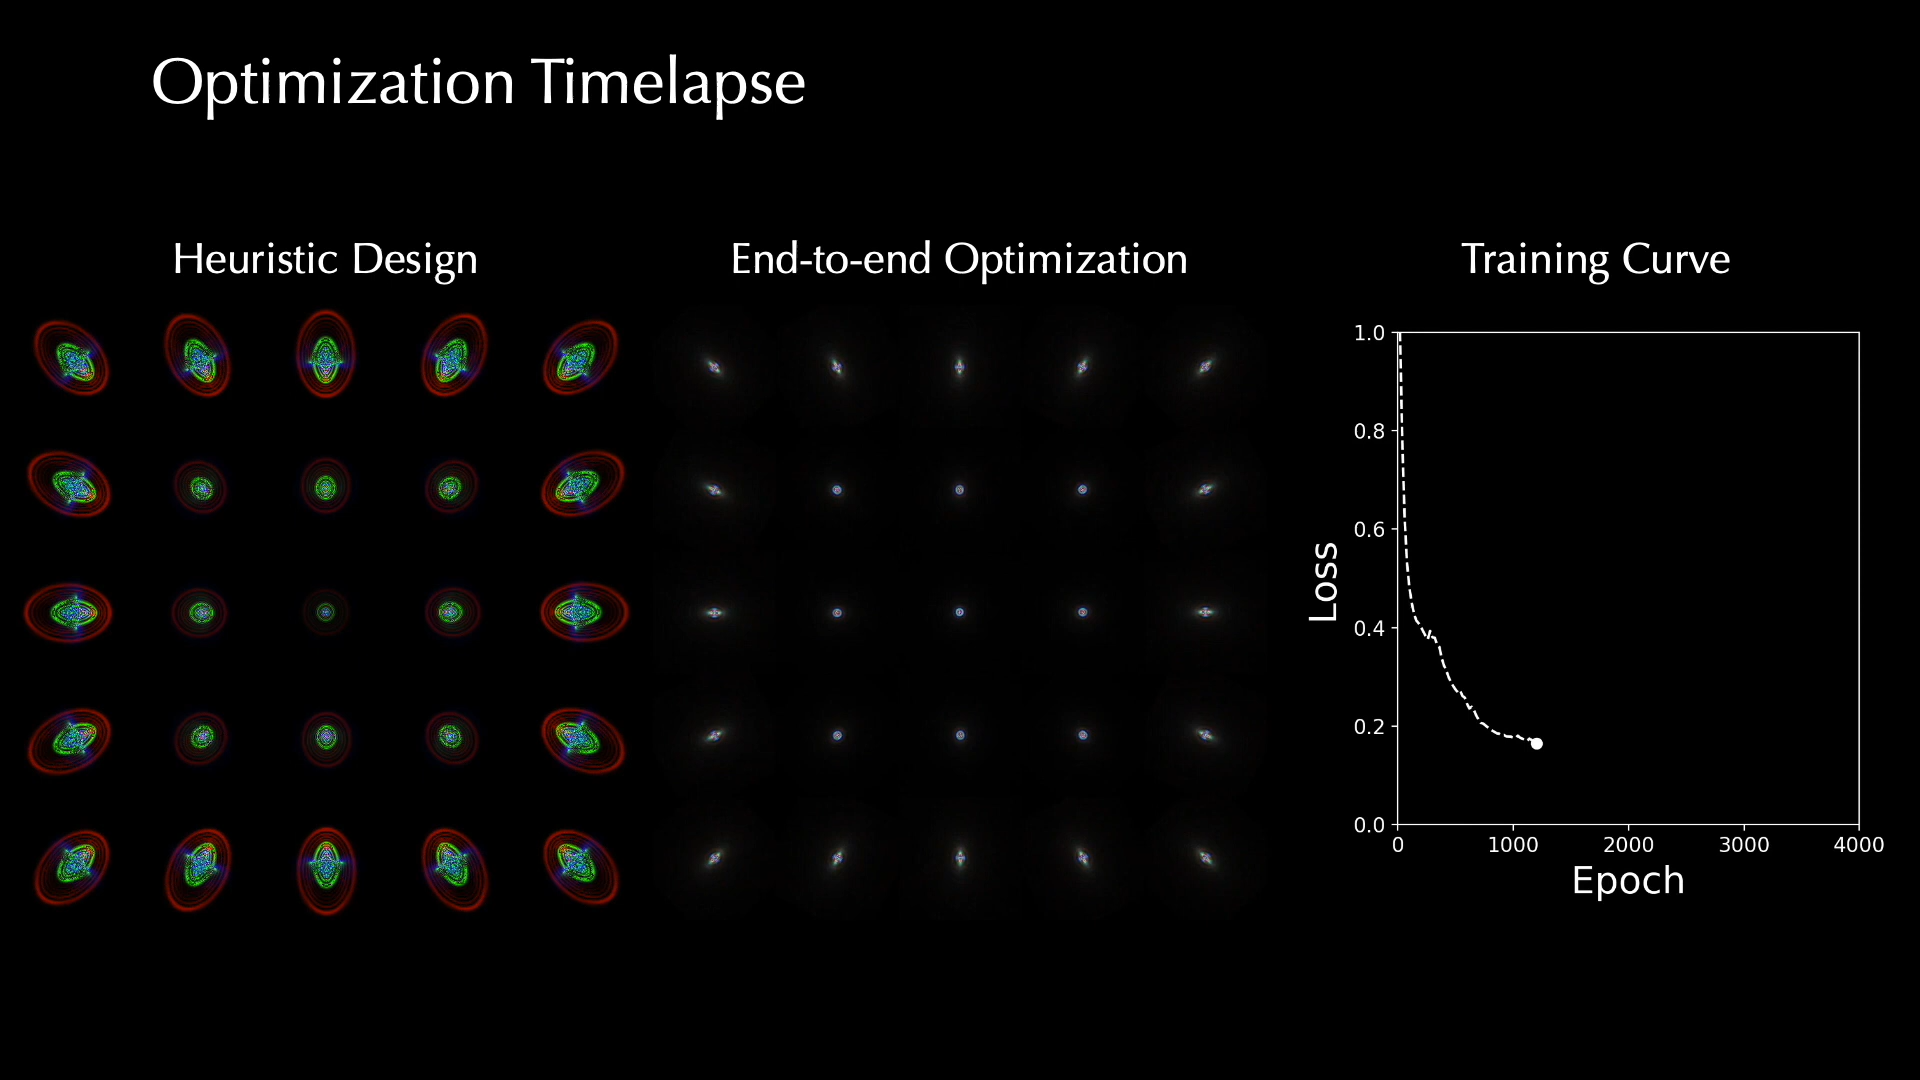 Optimization Timelapse
Heuristic Design
End-to-end Optimization
Training Curve
1.0
0.8
0.6
0.4
0.2
0.0
Loss
0 1000 2000 3000 4000
Epoch